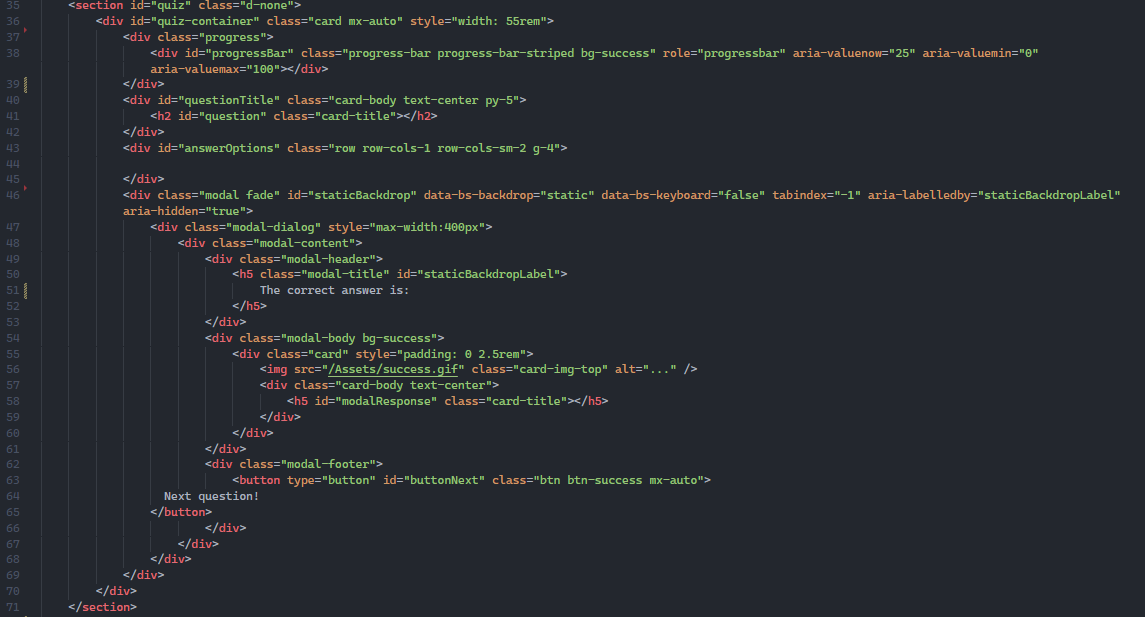 35 <section id="quiz" class="d-none">
36 <div id="quiz-container" class="card mx-auto" style="width: 55rem">
37 <div class="progress">
38 <div id="progressBar" class="progress-bar progress-bar-striped bg-success" role="progressbar" aria-valuenow="25" aria-valuemin="0"
aria-valuemax="100"></div>
39 </div>
40 <div id="questionTitle" class="card-body text-center py-5">
41 <h2 id="question" class="card-title"></h2>
42 </div>
43 <div id="answerOptions" class="row row-cols-1 row-cols-sm-2 g-4">
44
45 </div>
46 <div class="modal fade" id="staticBackdrop" data-bs-backdrop="static" data-bs-keyboard="false" tabindex="-1" aria-labelledby="staticBackdropLabel"
aria-hidden="true">
47 <div class="modal-dialog" style="max-width:400px">
48 <div class="modal-content">
49 <div class="modal-header">
50 <h5 class="modal-title" id="staticBackdropLabel">
51 The correct answer is:
52 </h5>
53 </div>
54 <div class="modal-body bg-success">
55 <div class="card" style="padding: 0 2.5rem">
56 <img src="/Assets/success.gif" class="card-img-top" alt="..." />
57 <div class="card-body text-center">
58 <h5 id="modalResponse" class="card-title"></h5>
59 </div>
60 </div>
61 </div>
62 <div class="modal-footer">
63 <button type="button" id="buttonNext" class="btn btn-success mx-auto">
64 Next question!
65 </button>
66 </div>
67 </div>
68 </div>
69 </div>
70 </div>
71 </section>